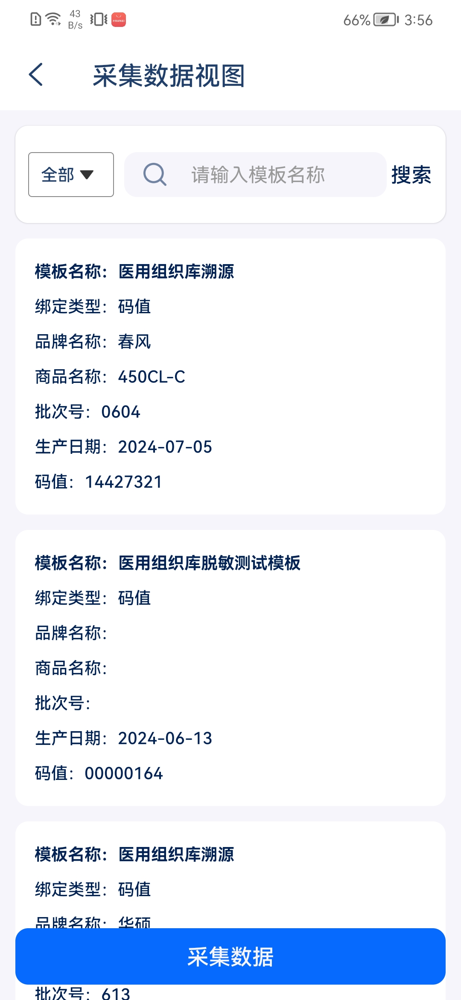 43
B/s
HUAWEI
66%
3:56
采集数据视图
全部
请输入模板名称
搜索
模板名称：医用组织库溯源
绑定类型：码值
品牌名称：春风
商品名称：450CL-C
批次号：0604
生产日期：2024-07-05
码值：14427321
模板名称：医用组织库脱敏测试模板
绑定类型：码值
品牌名称：
商品名称：
批次号：
生产日期：2024-06-13
码值：00000164
模板名称：医用组织库溯源
绑定类型：码值
品牌名称：华硕
采集数据
批次号：613